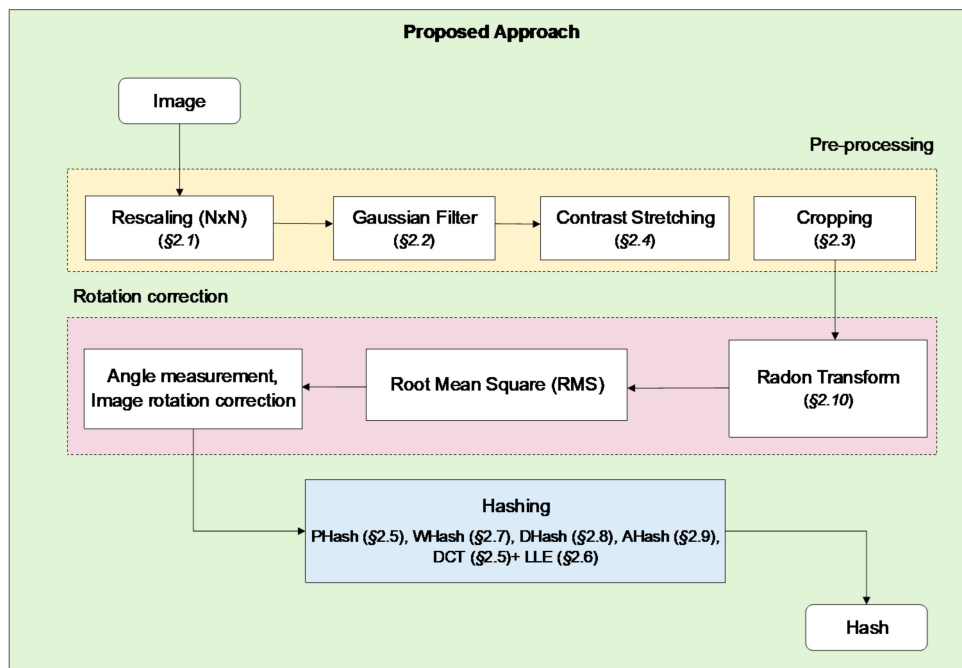 Proposed Approach
Image
Pre-processing
Rescaling (NxN)
(§2.1)
Gaussian Filter
(§2.2)
Contrast Stretching
(§2.4)
Cropping
(§2.3)
Rotation correction
Angle measurement,
Image rotation correction
Root Mean Square (RMS)
Radon Transform
(§2.10)
Hashing
PHash (§2.5), WHash (§2.7), DHash (§2.8), AHash (§2.9),
DCT (§2.5)+ LLE (§2.6)
Hash